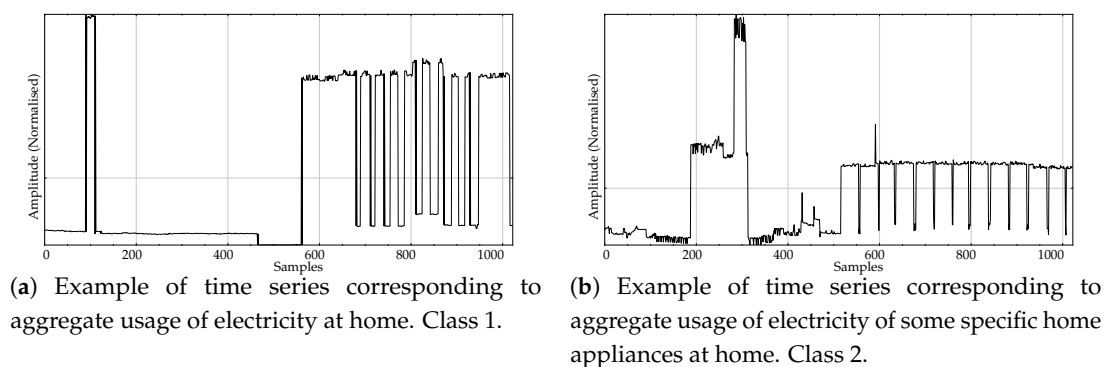 Amplitude (Normalised)
0
200
400
600
800
1000
Samples
(a) Example of time series corresponding to
aggregate usage of electricity at home. Class 1.
Amplitude (Normalised)
0
200
400
600
800
1000
Samples
(b) Example of time series corresponding to
aggregate usage of electricity of some specific home
appliances at home. Class 2.